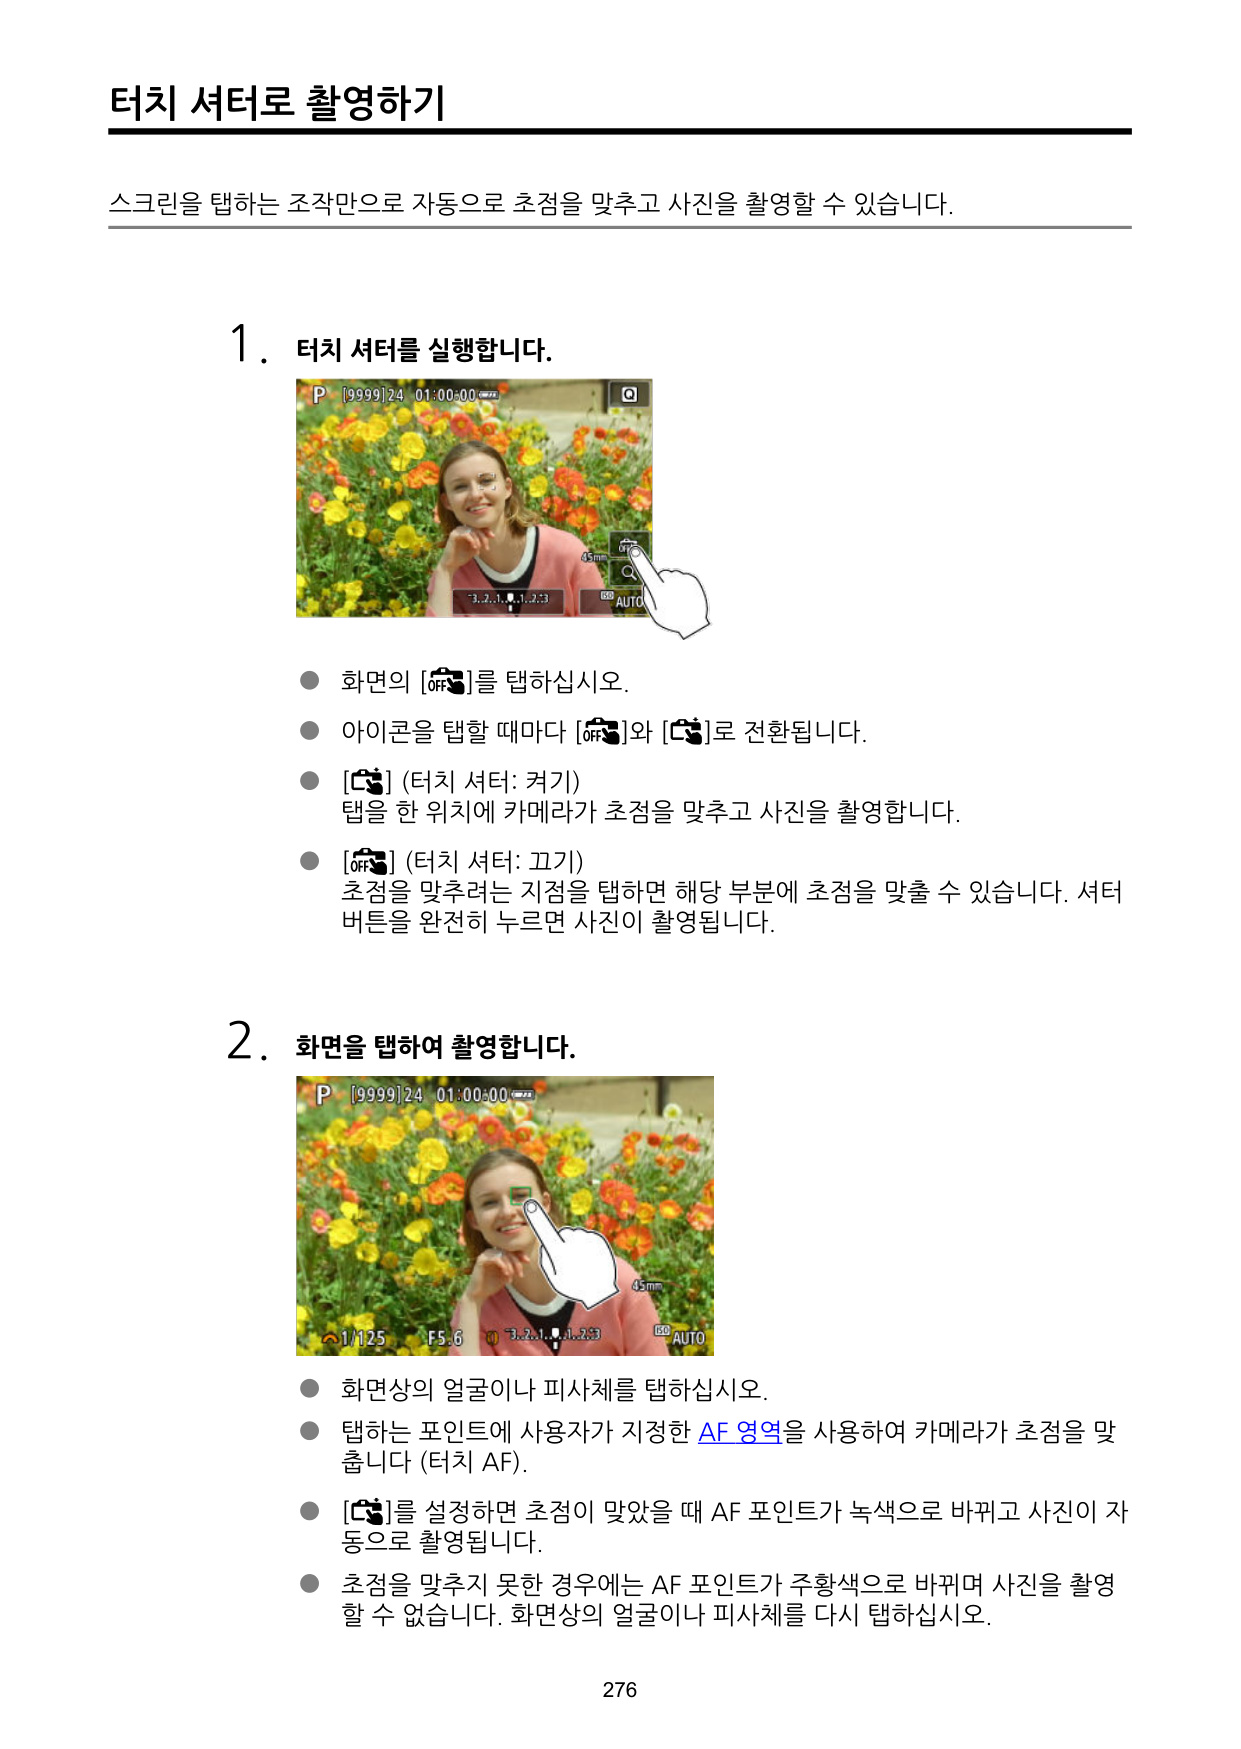 터치 셔터로 촬영하기
스크린을 탭하는 조작만으로 자동으로 초점을 맞추고 사진을 촬영할 수 있습니다.
1. 터치 셔터를 실행합니다.
P [9999]24 01:00:00 Q
OFF
45mm
-3..2..1..0..1..2..:3 ISO AUTO
● 화면의 [OFF]를 탭하십시오.
● 아이콘을 탭할 때마다 [OFF]와 []로 전환됩니다.
● [] (터치 셔터: 켜기)
탭을 한 위치에 카메라가 초점을 맞추고 사진을 촬영합니다.
● [OFF] (터치 셔터: 끄기)
초점을 맞추려는 지점을 탭하면 해당 부분에 초점을 맞출 수 있습니다. 셔터
버튼을 완전히 누르면 사진이 촬영됩니다.
2. 화면을 탭하여 촬영합니다.
P [9999]24 01:00:00
45mm
1/125 F5.6 -3..2..1..0..1..2..:3 ISO AUTO
● 화면상의 얼굴이나 피사체를 탭하십시오.
● 탭하는 포인트에 사용자가 지정한 AF 영역을 사용하여 카메라가 초점을 맞
춥니다 (터치 AF).
● []를 설정하면 초점이 맞았을 때 AF 포인트가 녹색으로 바뀌고 사진이 자
동으로 촬영됩니다.
● 초점을 맞추지 못한 경우에는 AF 포인트가 주황색으로 바뀌며 사진을 촬영
할 수 없습니다. 화면상의 얼굴이나 피사체를 다시 탭하십시오.
276